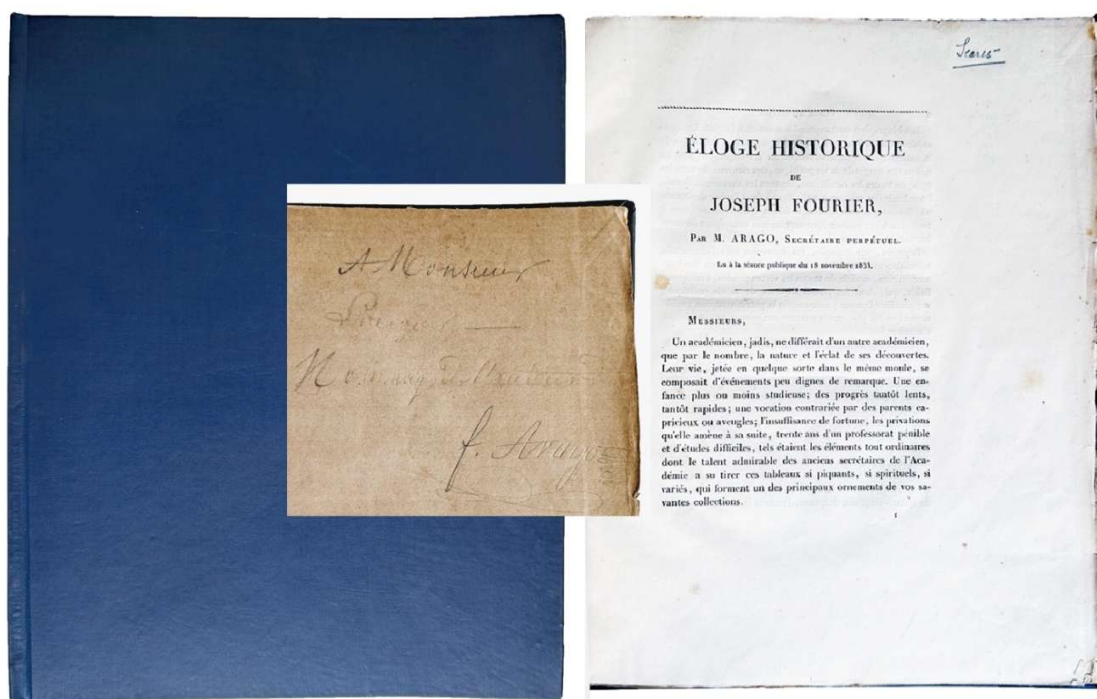 A Monsieur
Hommage de l'auteur
f. Arago
ÉLOGE HISTORIQUE
DE
JOSEPH FOURIER,
PAR M. ARAGO, SECRÉTAIRE PERPÉTUEL.
Lu à la séance publique du 18 novembre 1833.
MESSIEURS,
Un académicien, jadis, ne différait d'un autre académicien,
que par le nombre, la nature et l'éclat de ses découvertes.
Leur vie, jetée en quelque sorte dans le même moule, se
composait d'événements peu dignes de remarque. Une en-
fance plus ou moins studieuse; des progrès tantôt lents,
tantôt rapides; une vocation contrariée par des parents ca-
pricieux ou aveugles; l'insuffisance de fortune, les privations
qu'elle amène à sa suite, trente ans d'un professorat pénible
et d'études difficiles, tels étaient les éléments tout ordinaires
dont le talent admirable des anciens secrétaires de l'Aca-
démie a su tirer ces tableaux si piquants, si spirituels, si
variés, qui forment un des principaux ornements de vos sa-
vantes collections.
1